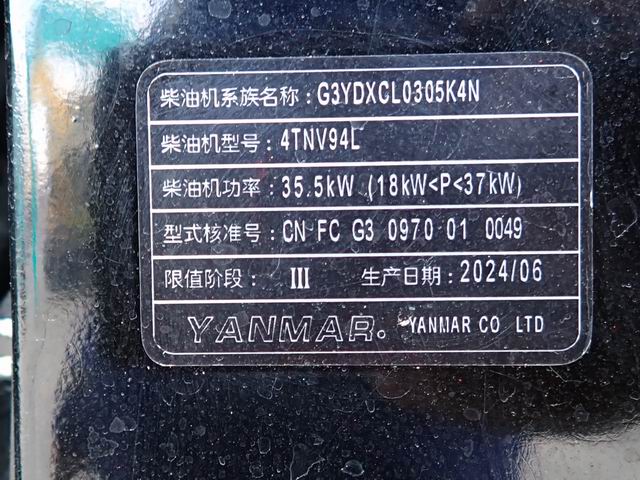 柴油机系族名称：G3YDXCL0305K4N
柴油机型号：4TNV94L
柴油机功率：35.5kW (18kW<P<37kW)
型式核准号：CN FC G3 0970 01 0049
限值阶段： III 生产日期：2024/06
YANMAR. YANMAR CO LTD